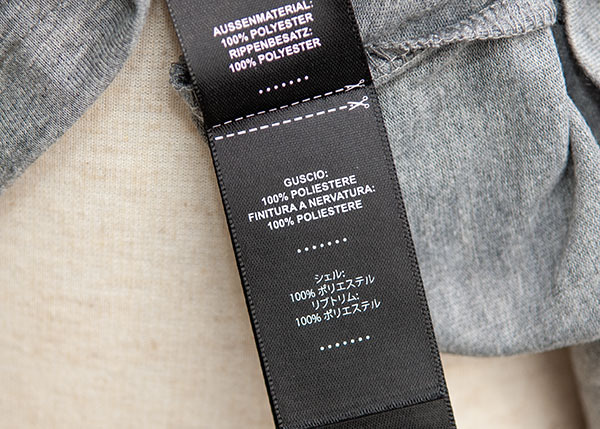 AUSSENMATERIAL:
100% POLYESTER
RIPPENBESATZ:
100% POLYESTER
GUSCIO:
100% POLIESTERE
FINITURA A NERVATURA:
100% POLIESTERE
シェル:
100% ポリエステル
リブトリム:
100% ポリエステル